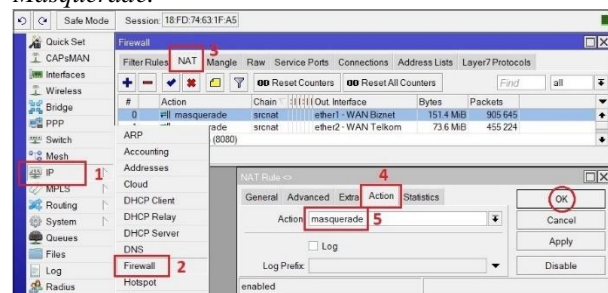 Masquerade.
Safe Mode Session: 18:FD:74:63:1F:A5
Quick Set
CAPsMAN
Interfaces
Wireless
Bridge
PPP
Switch
Mesh
IP 1
MPLS
Routing
System
Queues
Files
Log
Radius
Firewall
3
Filter Rules NAT Mangle Raw Service Ports Connections Address Lists Layer7 Protocols
00 Reset Counters 00 Reset All Counters Find all
# Action Chain Out. Interface Bytes Packets
0 masquerade srcnat ether1 - WAN Biznet 151.4 MiB 905 645
rade srcnat ether2 - WAN Telkom 73.6 MiB 455 224
(8080)
ARP
Accounting
Addresses
Cloud
DHCP Client
DHCP Relay
DHCP Server
DNS
Firewall 2
Hotspot
NAT Rule <>
4
General Advanced Extra Action Statistics
Action: masquerade 5
Log
Log Prefix:
enabled
OK
Cancel
Apply
Disable